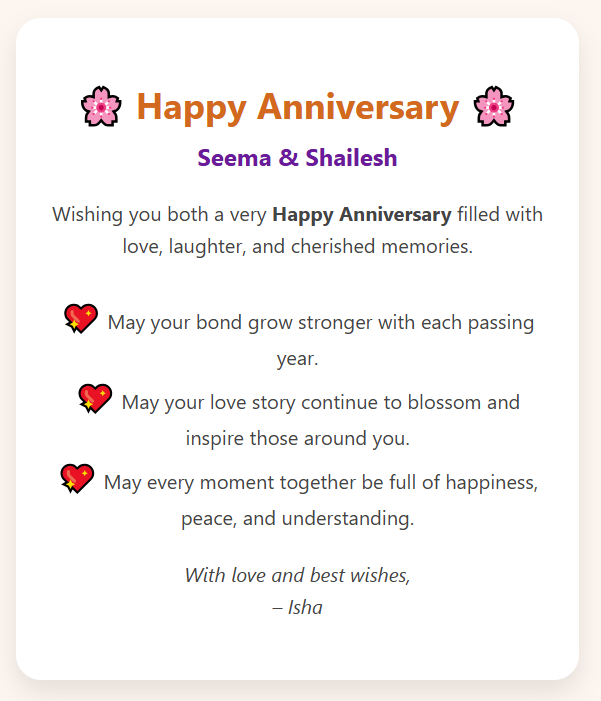 🌸 Happy Anniversary 🌸
Seema & Shailesh
Wishing you both a very Happy Anniversary filled with
love, laughter, and cherished memories.
💖 May your bond grow stronger with each passing
year.
💖 May your love story continue to blossom and
inspire those around you.
💖 May every moment together be full of happiness,
peace, and understanding.
With love and best wishes,
– Isha